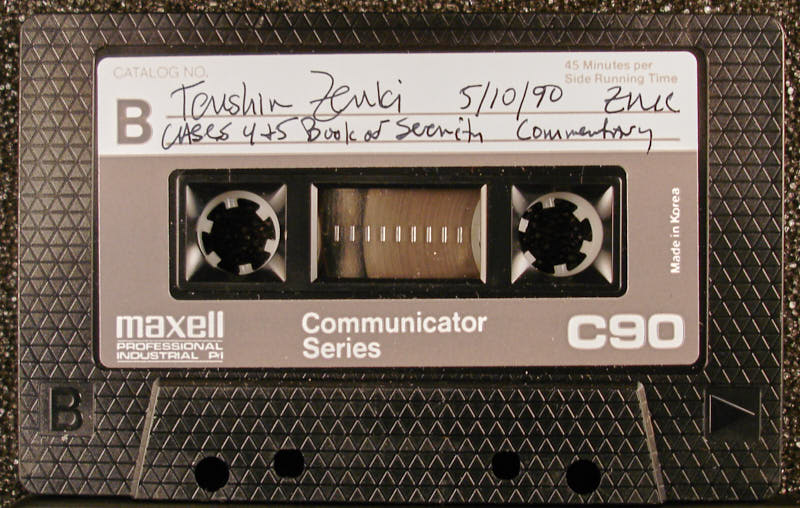 CATALOG NO.
45 Minutes per
Side Running Time
B
Tenshin Zenki 5/10/90 ZMC
CASES 4+5 Book of Serenity Commentary
Made in Korea
maxell
PROFESSIONAL
INDUSTRIAL P·I
Communicator
Series
C90
B